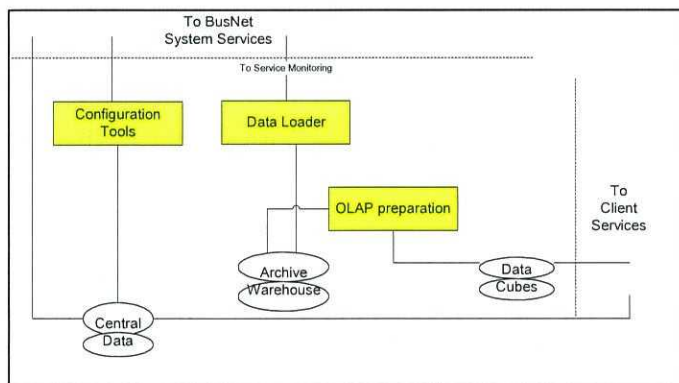 To BusNet
System Services
To Service Monitoring
Configuration
Tools
Data Loader
OLAP preparation
To
Client
Services
Archive
Warehouse
Data
Cubes
Central
Data